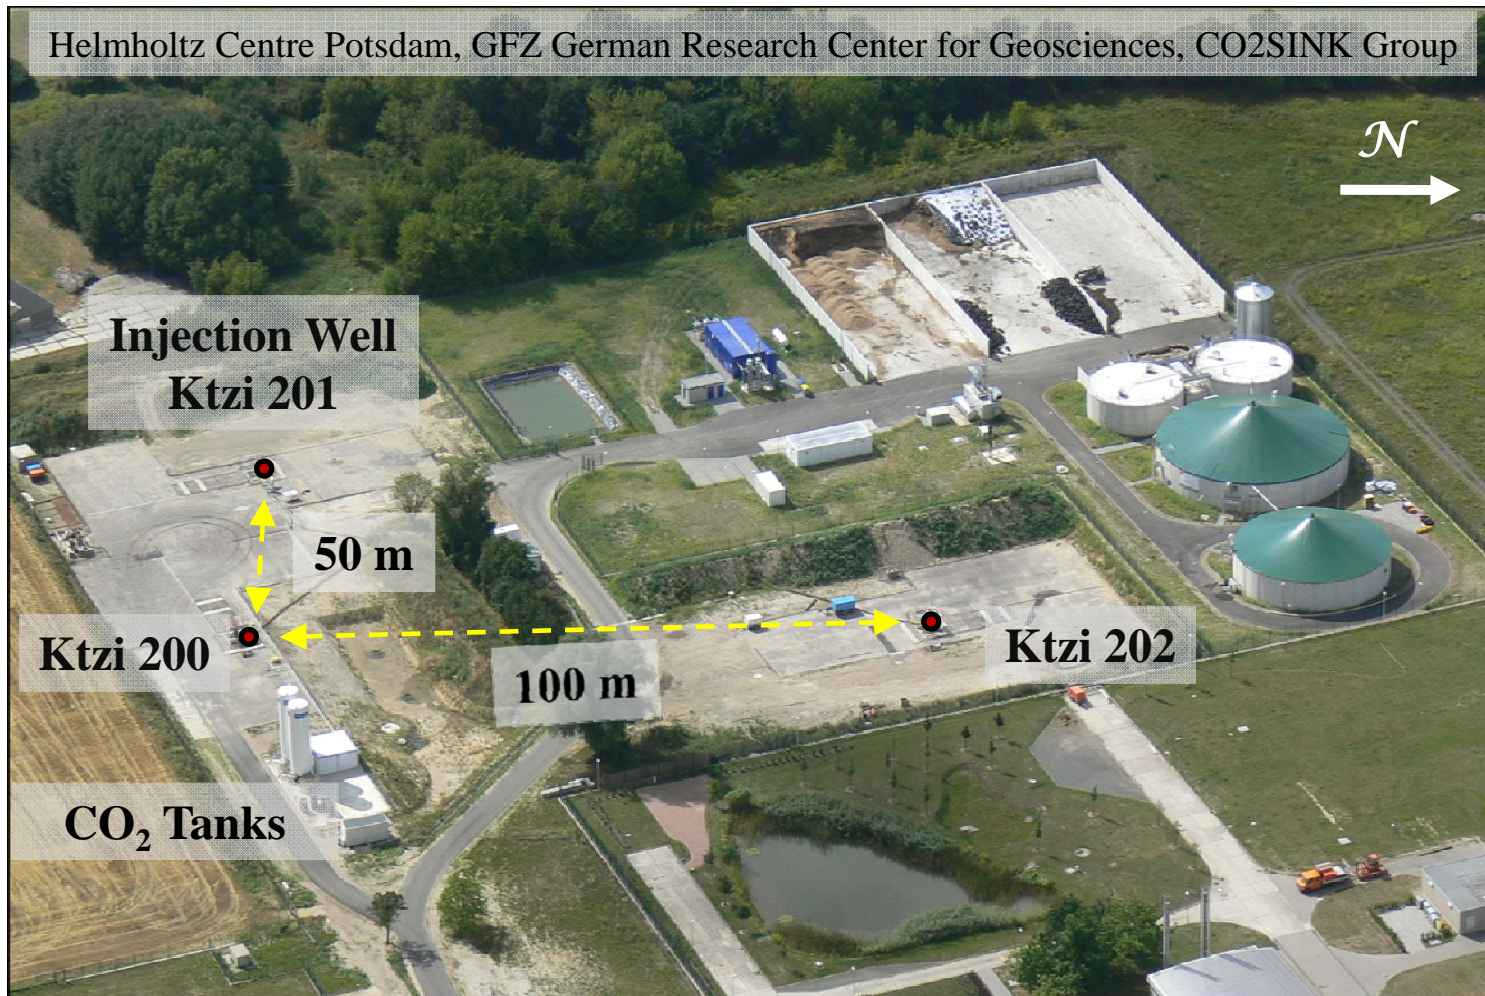 Helmholtz Centre Potsdam, GFZ German Research Center for Geosciences, CO2SINK Group
N
Injection Well
Ktzi 201
50 m
Ktzi 200
Ktzi 202
100 m
CO₂ Tanks